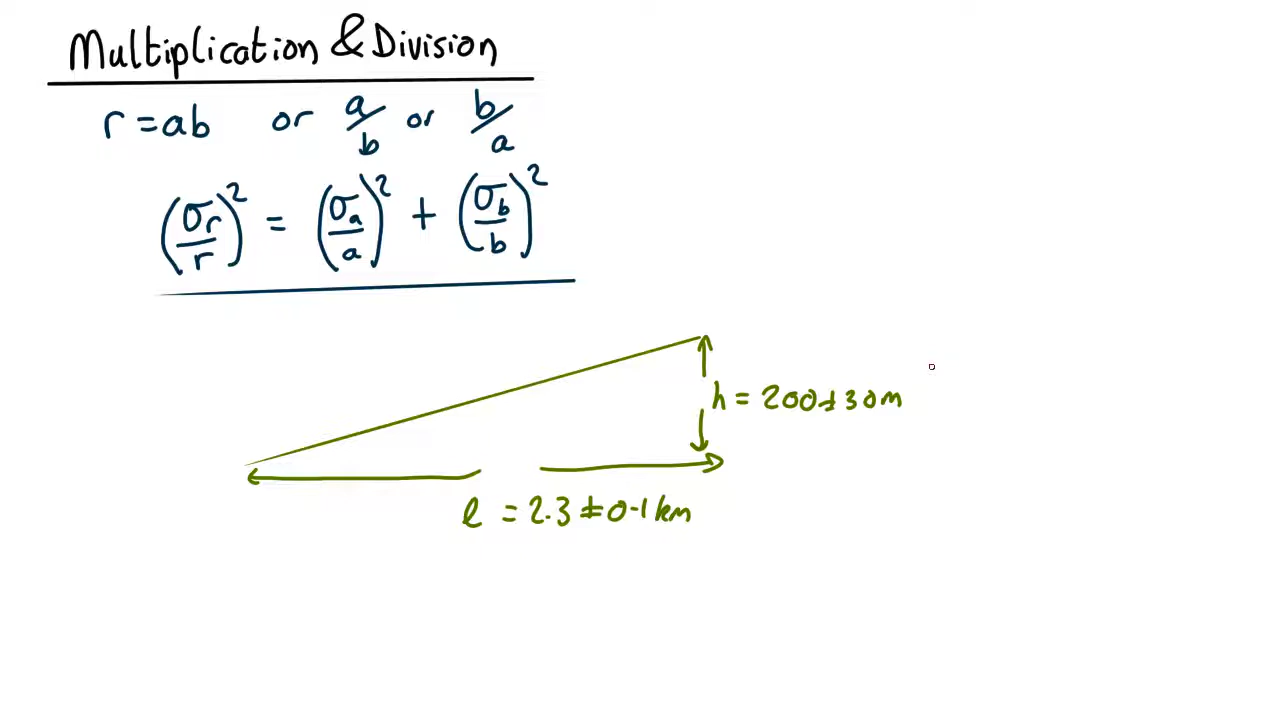 Multiplication & Division
r = ab or a/b or b/a
(σr/r)² = (σa/a)² + (σb/b)²
h = 200±30m
l = 2.3 ±0.1km